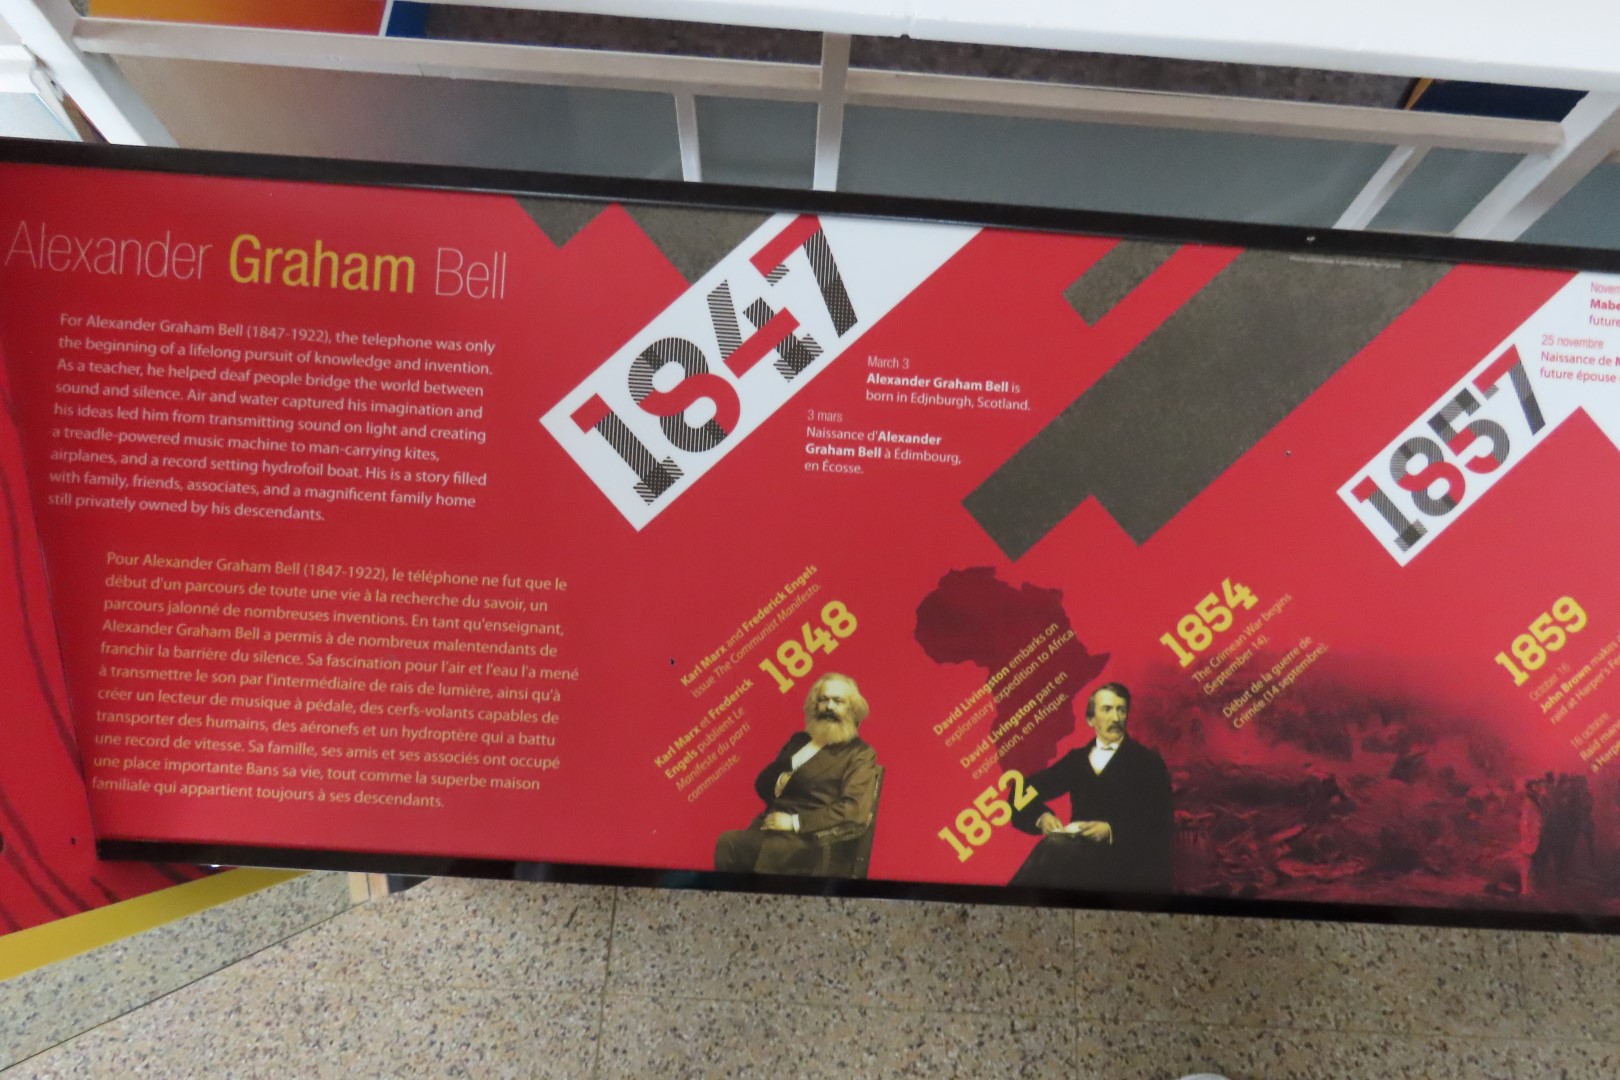 Alexander Graham Bell
For Alexander Graham Bell (1847-1922), the telephone was only
the beginning of a lifelong pursuit of knowledge and invention.
As a teacher, he helped deaf people bridge the world between
sound and silence. Air and water captured his imagination and
his ideas led him from transmitting sound on light and creating
a treadle-powered music machine to man-carrying kites,
airplanes, and a record setting hydrofoil boat. His is a story filled
with family, friends, associates, and a magnificent family home
still privately owned by his descendants.
Pour Alexander Graham Bell (1847-1922), le téléphone ne fut que le
début d'un parcours de toute une vie à la recherche du savoir, un
parcours jalonné de nombreuses inventions. En tant qu'enseignant,
Alexander Graham Bell a permis à de nombreux malentendants de
franchir la barrière du silence. Sa fascination pour l'air et l'eau l'a mené
à transmettre le son par l'intermédiaire de rais de lumière, ainsi qu'à
créer un lecteur de musique à pédale, des cerfs-volants capables de
transporter des humains, des aéronefs et un hydroptère qui a battu
une record de vitesse. Sa famille, ses amis et ses associés ont occupé
une place importante Bans sa vie, tout comme la superbe maison
familiale qui appartient toujours à ses descendants.
1847
March 3
Alexander Graham Bell is
born in Edjnburgh, Scotland.
3 mars
Naissance d'Alexander
Graham Bell à Édimbourg,
en Écosse.
Karl Marx and Frederick Engels
issue The Communist Manifesto.
1848
Karl Marx et Frederick
Engels publient Le
Manifeste du parti
communiste.
David Livingston embarks on
exploratory expedition to Africa.
David Livingston part en
exploration, en Afrique.
1852
1854
The Crimean War begins
(September 14).
Début de la guerre de
Crimée (14 septembre).
1857
25 novembre
Naissance de
future épouse
future
1859
October 16
John Brown makes
raid at Harper's
16 octobre
Raid